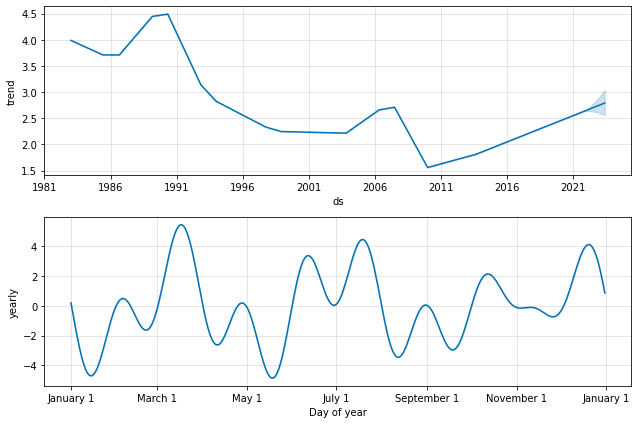 4.5
4.0
3.5
3.0
2.5
2.0
1.5
trend
1981 1986 1991 1996 2001 2006 2011 2016 2021
ds
4
2
0
−2
−4
yearly
January 1 March 1 May 1 July 1 September 1 November 1 January 1
Day of year